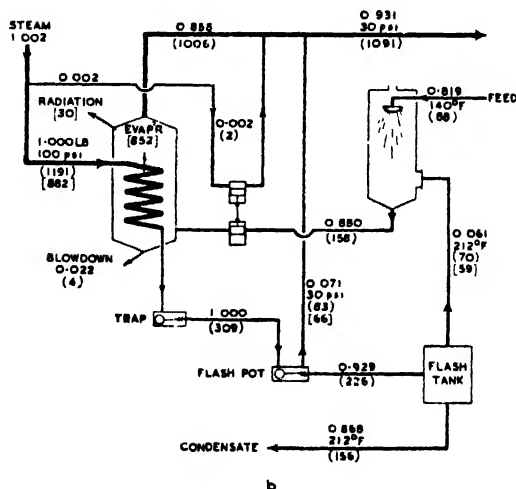 STEAM
1.002
0.855
(1006)
0.931
30 psi
(1091)
0.002
RADIATION
[30]
EVAPR
[852]
0.002
(2)
0.819
140°F
(88)
FEED
1.000LB
100 psi
(1191)
[882]
0.880
(158)
BLOWDOWN
0.022
(4)
0.061
212°F
(70)
[59]
0.071
30 psi
(83)
[66]
TRAP
1.000
(309)
FLASH POT
0.929
(226)
FLASH
TANK
0.868
212°F
(156)
CONDENSATE
b